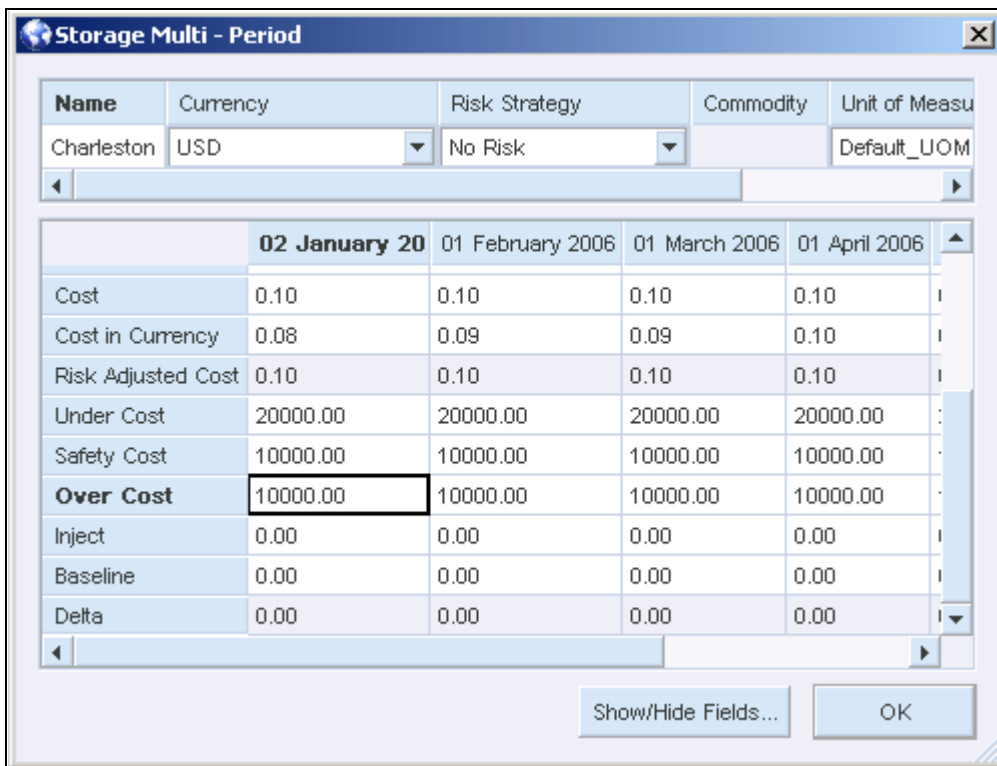 Storage Multi - Period
Name Currency Risk Strategy Commodity Unit of Measu
Charleston USD No Risk Default_UOM
02 January 20 01 February 2006 01 March 2006 01 April 2006
Cost 0.10 0.10 0.10 0.10
Cost in Currency 0.08 0.09 0.09 0.10
Risk Adjusted Cost 0.10 0.10 0.10 0.10
Under Cost 20000.00 20000.00 20000.00 20000.00
Safety Cost 10000.00 10000.00 10000.00 10000.00
Over Cost 10000.00 10000.00 10000.00 10000.00
Inject 0.00 0.00 0.00 0.00
Baseline 0.00 0.00 0.00 0.00
Delta 0.00 0.00 0.00 0.00
Show/Hide Fields... OK